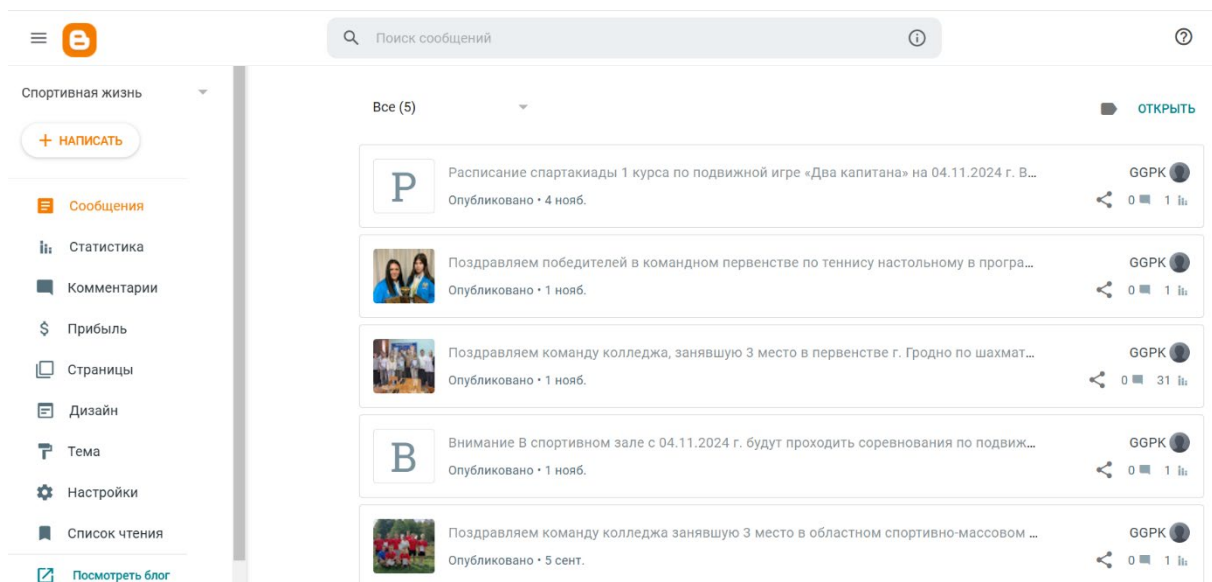 Поиск сообщений
Спортивная жизнь
НАПИСАТЬ
Сообщения
Статистика
Комментарии
Прибыль
Страницы
Дизайн
Тема
Настройки
Список чтения
Посмотреть блог
Все (5)
ОТКРЫТЬ
Р
Расписание спартакиады 1 курса по подвижной игре «Два капитана» на 04.11.2024 г. В...
GGPK
Опубликовано • 4 нояб.
0 1
Поздравляем победителей в командном первенстве по теннису настольному в програ...
GGPK
Опубликовано • 1 нояб.
0 1
Поздравляем команду колледжа, занявшую 3 место в первенстве г. Гродно по шахмат...
GGPK
Опубликовано • 1 нояб.
0 31
В
Внимание В спортивном зале с 04.11.2024 г. будут проходить соревнования по подвиж...
GGPK
Опубликовано • 1 нояб.
0 1
Поздравляем команду колледжа занявшую 3 место в областном спортивно-массовом ...
GGPK
Опубликовано • 5 сент.
0 1